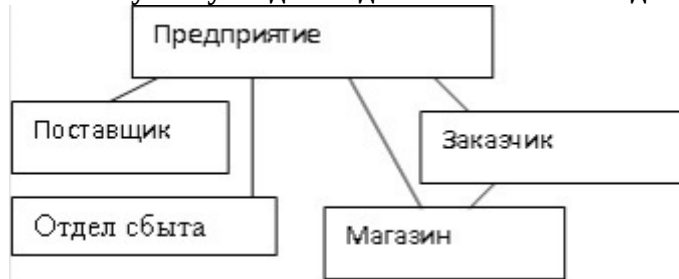 Предприятие
Поставщик
Заказчик
Отдел сбыта
Магазин